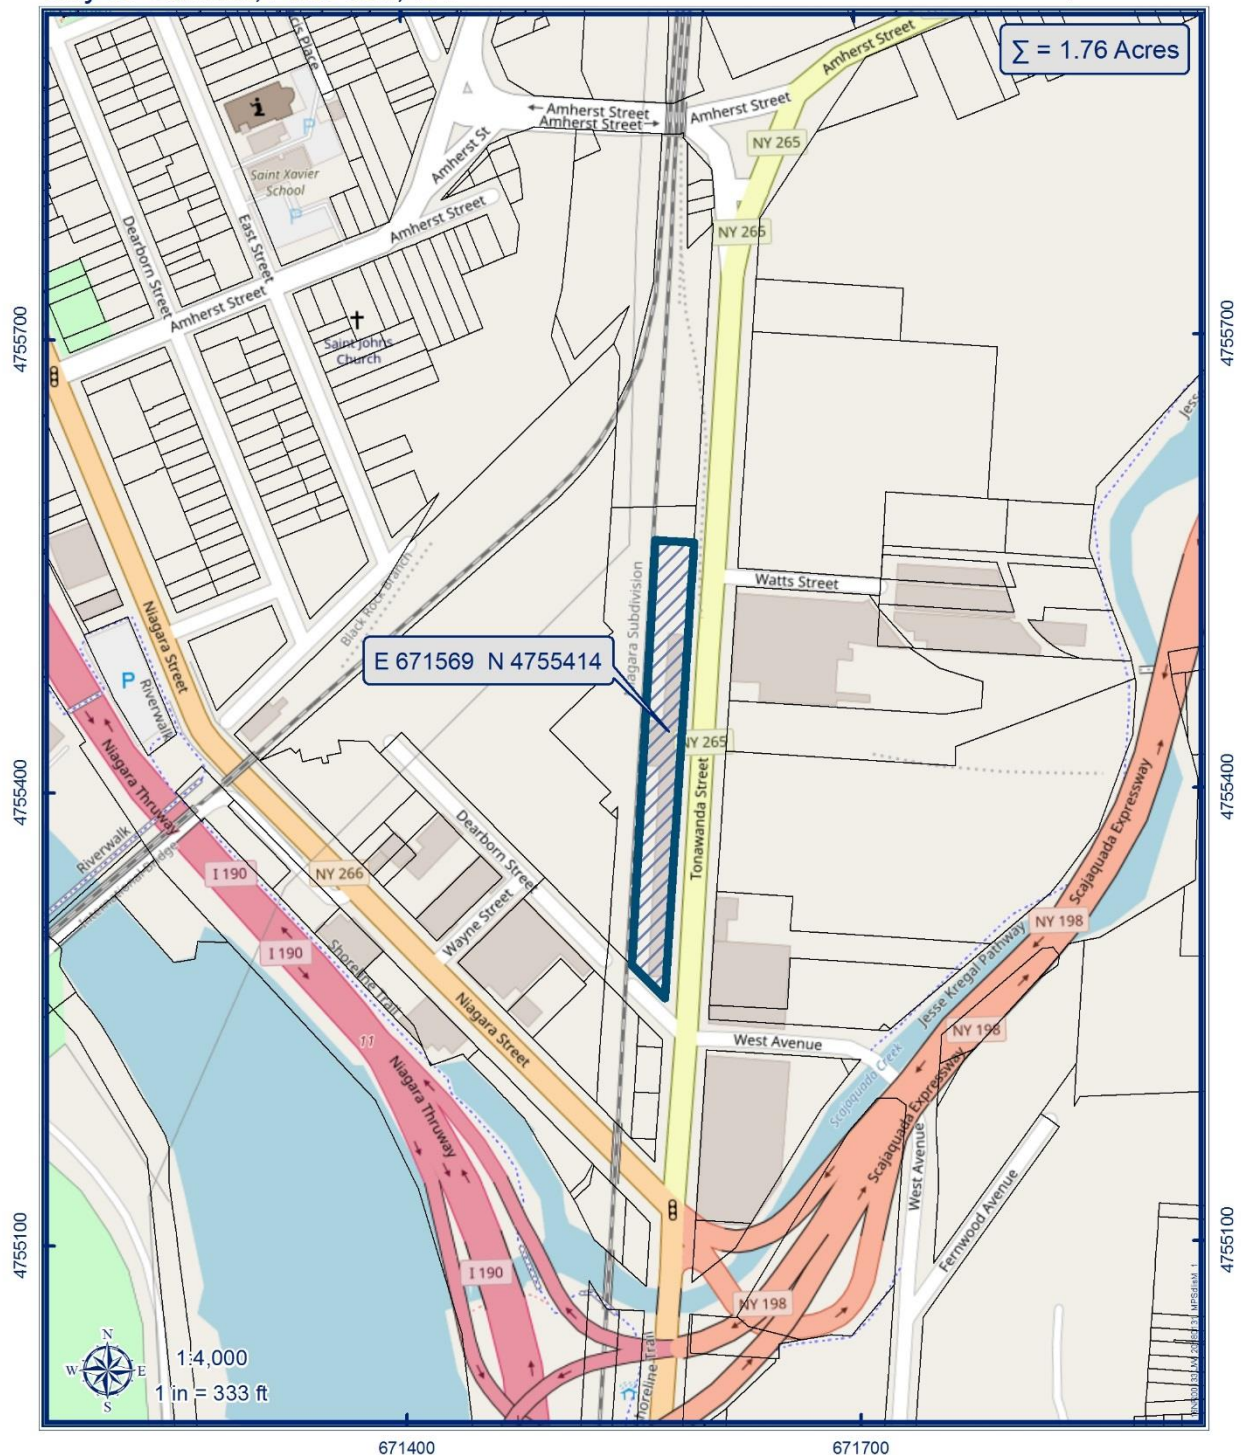 Σ = 1.76 Acres
Amherst Street
← Amherst Street
Amherst Street →
Amherst Street
NY 265
Place
Amherst St
Saint Xavier
School
P
P
Amherst Street
NY 265
Dearborn Street
East Street
Amherst Street
4755700
4755700
Saint Johns
Church
Jess
Black Rock Branch
Niagara Subdivision
Watts Street
Niagara Street
E 671569 N 4755414
P
Riverwalk
NY 265
Niagara Thruway
4755400
4755400
Dearborn Street
Tonawanda Street
Scajaquada Expressway
Riverwalk
International Bridge
I 190
NY 266
Wayne Street
NY 198
I 190
Shoreline Trail
Jesse Kregal Pathway
Niagara Street
NY 198
11
West Avenue
Scajaquada Creek
Niagara Thruway
Scajaquada Expressway
West Avenue
Fernwood Avenue
4755100
4755100
I 190
NY 198
Shoreline Trail
N
W E
S
1:4,000
1 in = 333 ft
671400
671700